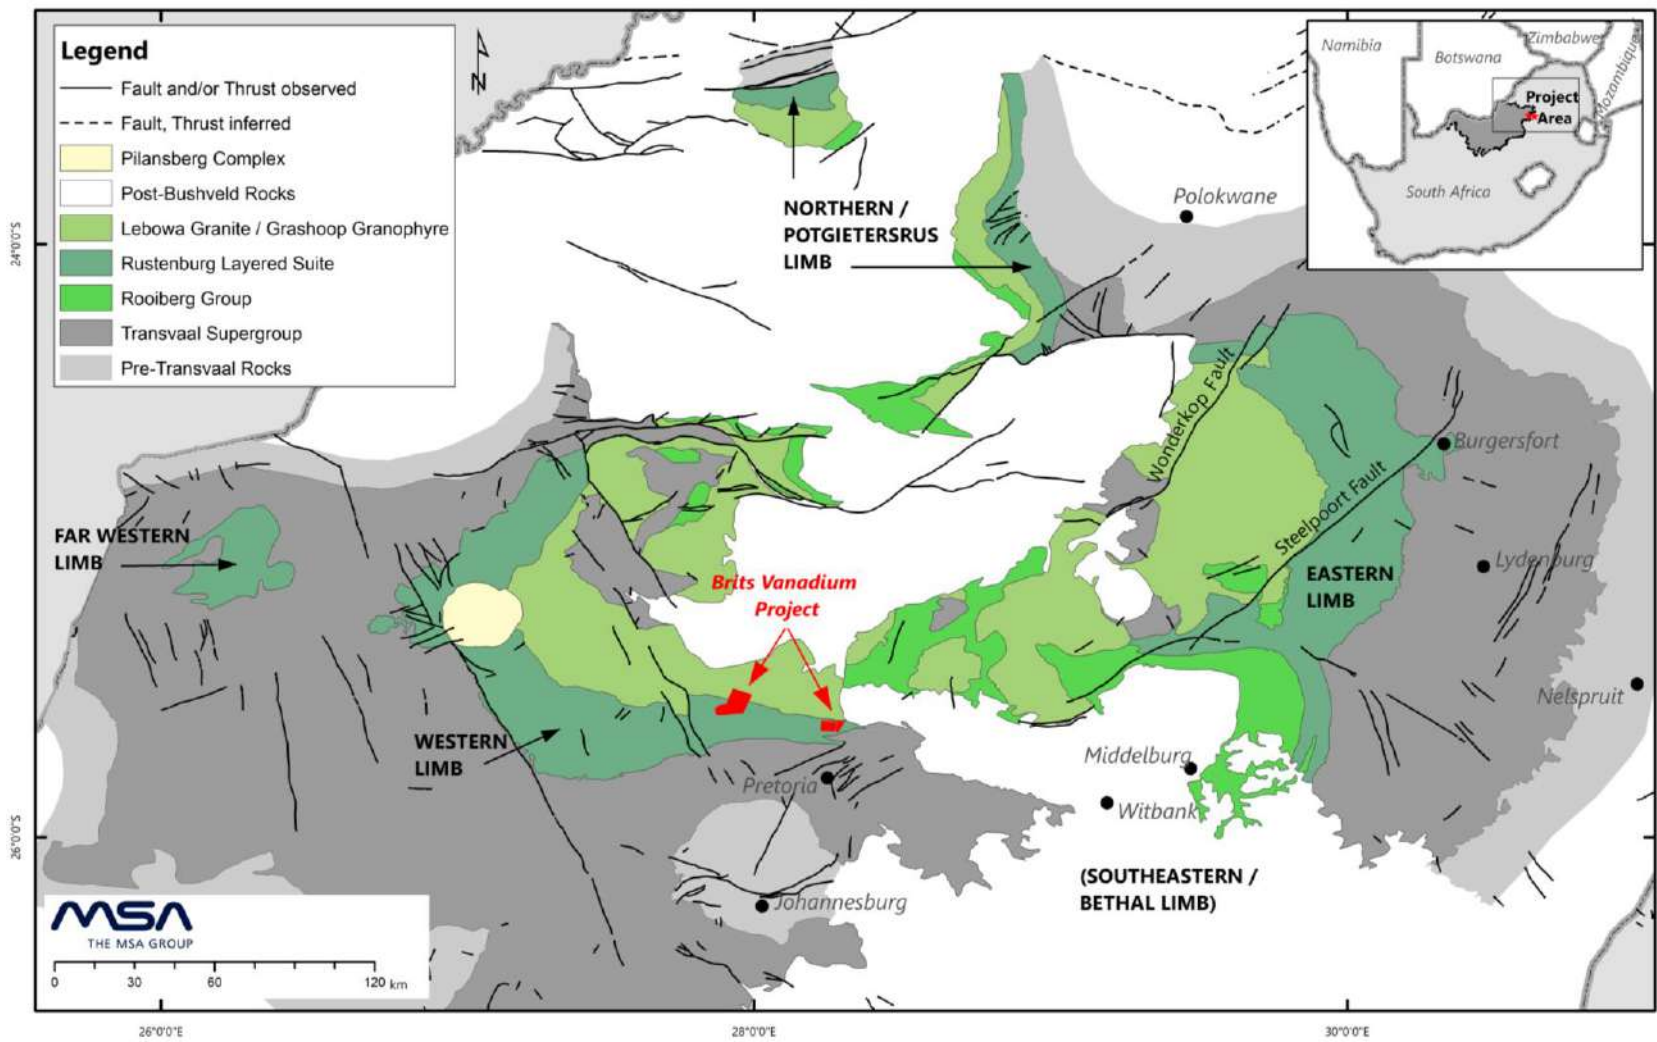 Legend
Fault and/or Thrust observed
Fault, Thrust inferred
Pilansberg Complex
Post-Bushveld Rocks
Lebowa Granite / Grashoop Granophyre
Rustenburg Layered Suite
Rooiberg Group
Transvaal Supergroup
Pre-Transvaal Rocks
N
Namibia
Botswana
Zimbabwe
Mozambique
Project
Area
South Africa
NORTHERN /
POTGIETERSRUS
LIMB
Polokwane
24°0'0"S
Wonderkop Fault
Burgersfort
Steelpoort Fault
FAR WESTERN
LIMB
Lydenburg
EASTERN
LIMB
Brits Vanadium
Project
Nelspruit
WESTERN
LIMB
Middelburg
Pretoria
Witbank
26°0'0"S
(SOUTHEASTERN /
BETHAL LIMB)
Johannesburg
MSA
THE MSA GROUP
0 30 60 120 km
26°0'0"E 28°0'0"E 30°0'0"E